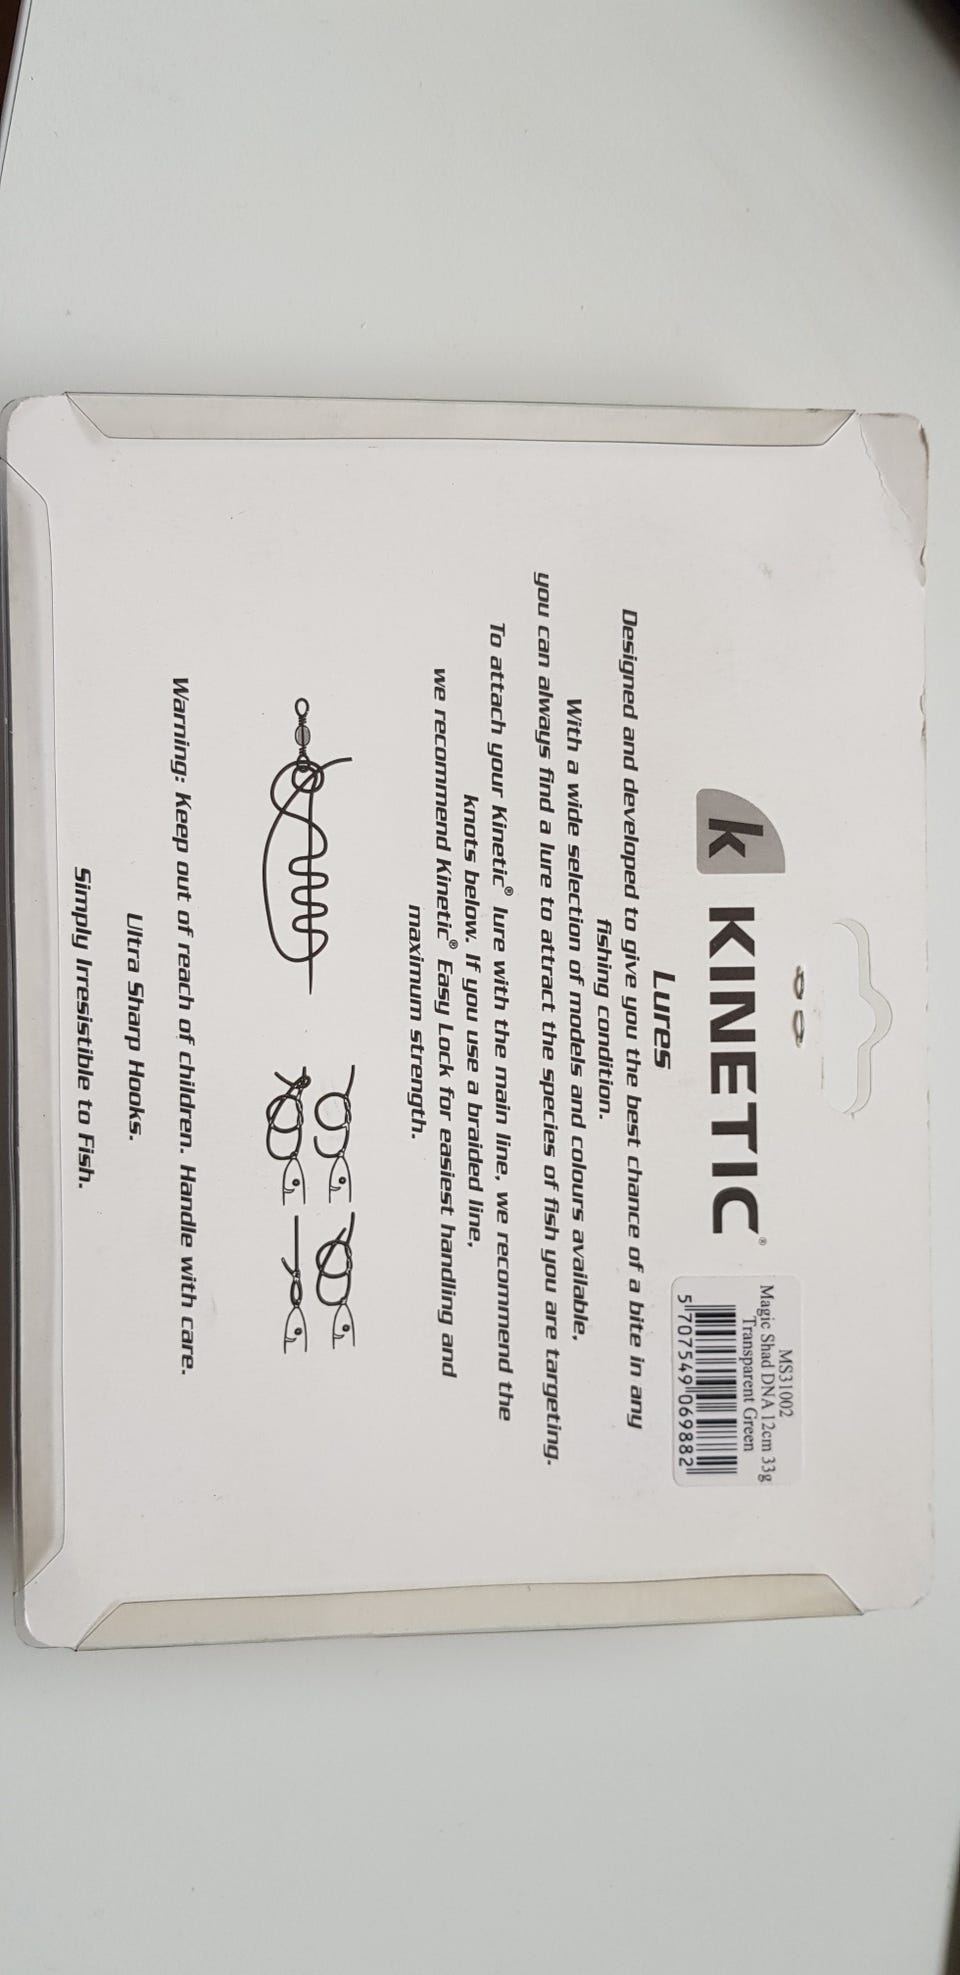 k KINETIC®
MS31002
Magic Shad DNA 12cm 33g
Transparent Green
5 707549 069882
Lures
Designed and developed to give you the best chance of a bite in any
fishing condition.
With a wide selection of models and colours available,
you can always find a lure to attract the species of fish you are targeting.
To attach your Kinetic® lure with the main line, we recommend the
knots below. If you use a braided line,
we recommend Kinetic® Easy Lock for easiest handling and
maximum strength.
Warning: Keep out of reach of children. Handle with care.
Ultra Sharp Hooks.
Simply Irresistible to Fish.